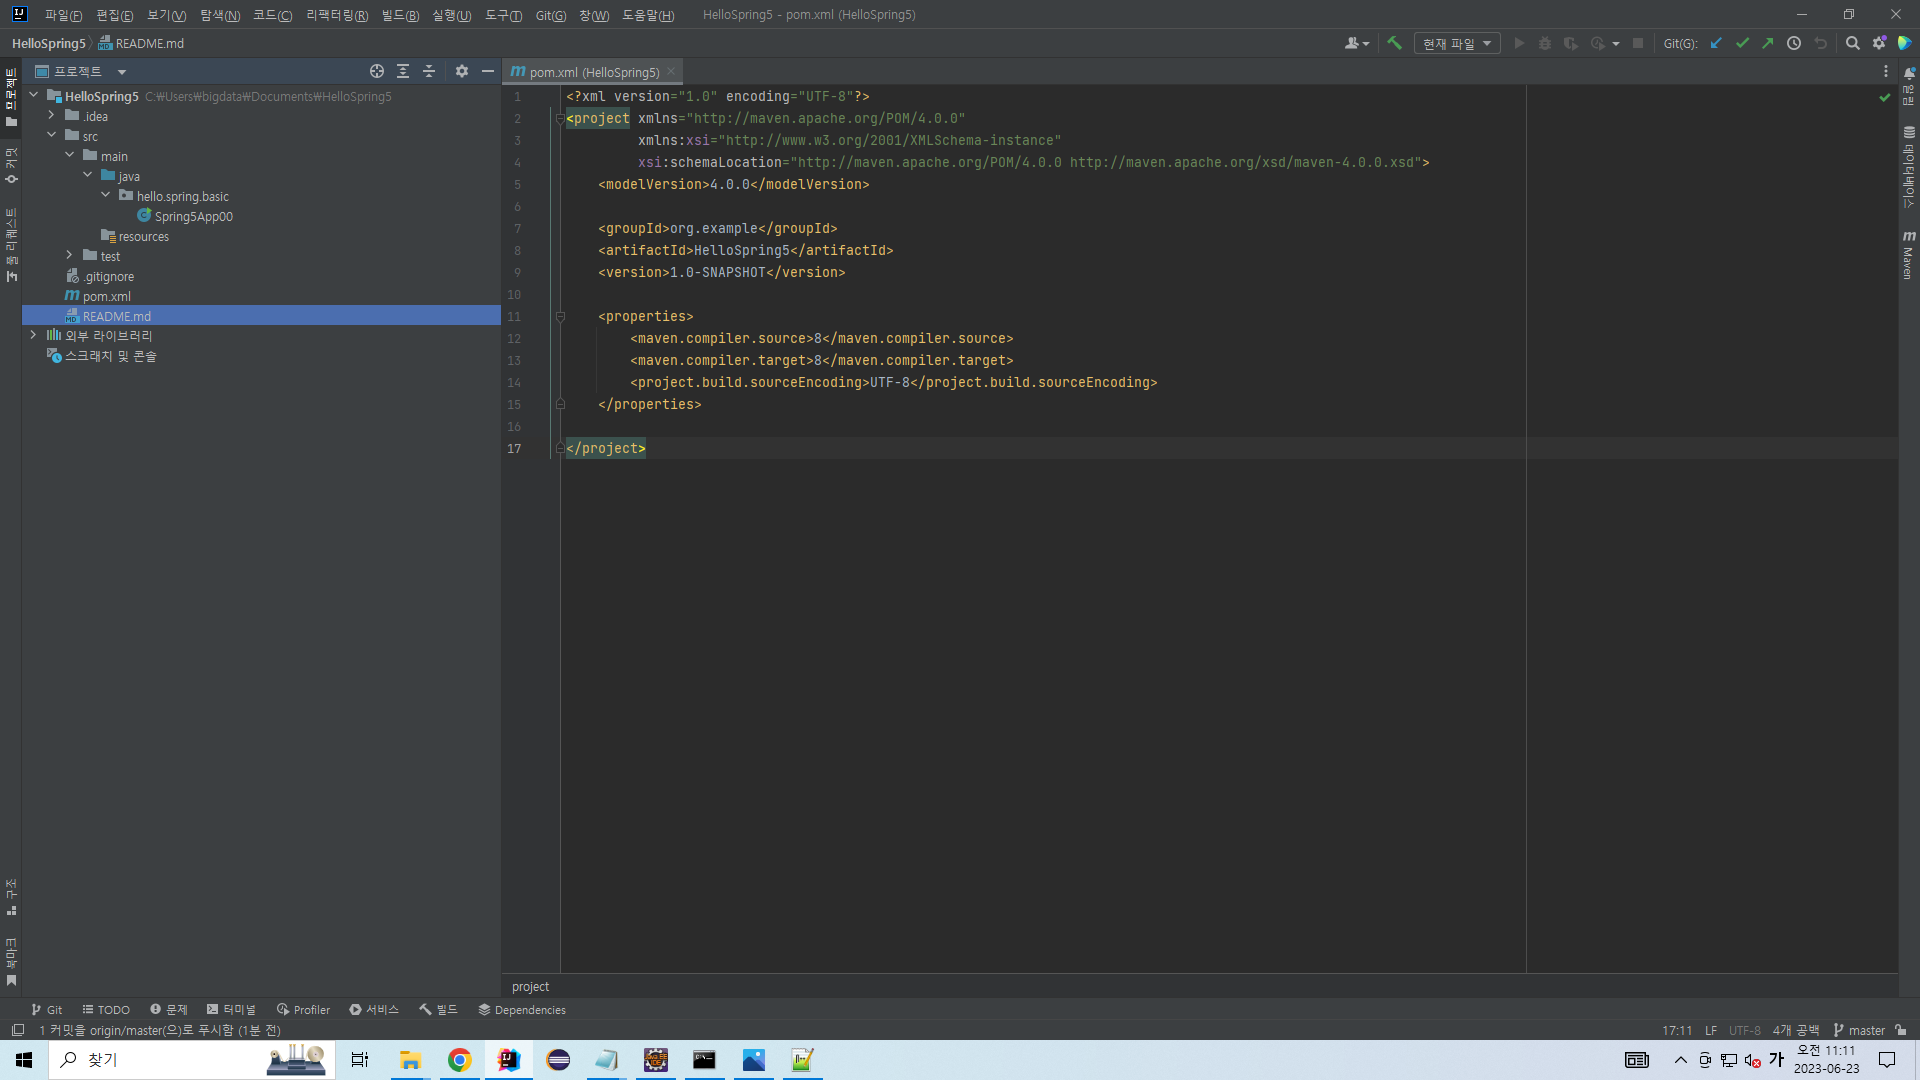 파일(F) 편집(E) 보기(V) 탐색(N) 코드(C) 리팩터링(R) 빌드(B) 실행(U) 도구(T) Git(G) 창(W) 도움말(H) HelloSpring5 - pom.xml (HelloSpring5)
HelloSpring5 README.md
현재 파일
Git(G):
프로젝트
pom.xml (HelloSpring5)
HelloSpring5 C:₩Users₩bigdata₩Documents₩HelloSpring5
.idea
src
main
java
hello.spring.basic
Spring5App00
resources
test
.gitignore
pom.xml
README.md
외부 라이브러리
스크래치 및 콘솔
프로젝트
커밋
풀 리퀘스트
구조
북마크
1 <?xml version="1.0" encoding="UTF-8"?>
2 <project xmlns="http://maven.apache.org/POM/4.0.0"
3 xmlns:xsi="http://www.w3.org/2001/XMLSchema-instance"
4 xsi:schemaLocation="http://maven.apache.org/POM/4.0.0 http://maven.apache.org/xsd/maven-4.0.0.xsd">
5 <modelVersion>4.0.0</modelVersion>
6
7 <groupId>org.example</groupId>
8 <artifactId>HelloSpring5</artifactId>
9 <version>1.0-SNAPSHOT</version>
10
11 <properties>
12 <maven.compiler.source>8</maven.compiler.source>
13 <maven.compiler.target>8</maven.compiler.target>
14 <project.build.sourceEncoding>UTF-8</project.build.sourceEncoding>
15 </properties>
16
17 </project>
알림
데이터베이스
Maven
project
Git TODO 문제 터미널 Profiler 서비스 빌드 Dependencies
1 커밋을 origin/master(으)로 푸시함 (1분 전)
17:11 LF UTF-8 4개 공백 master
찾기
가
오전 11:11
2023-06-23